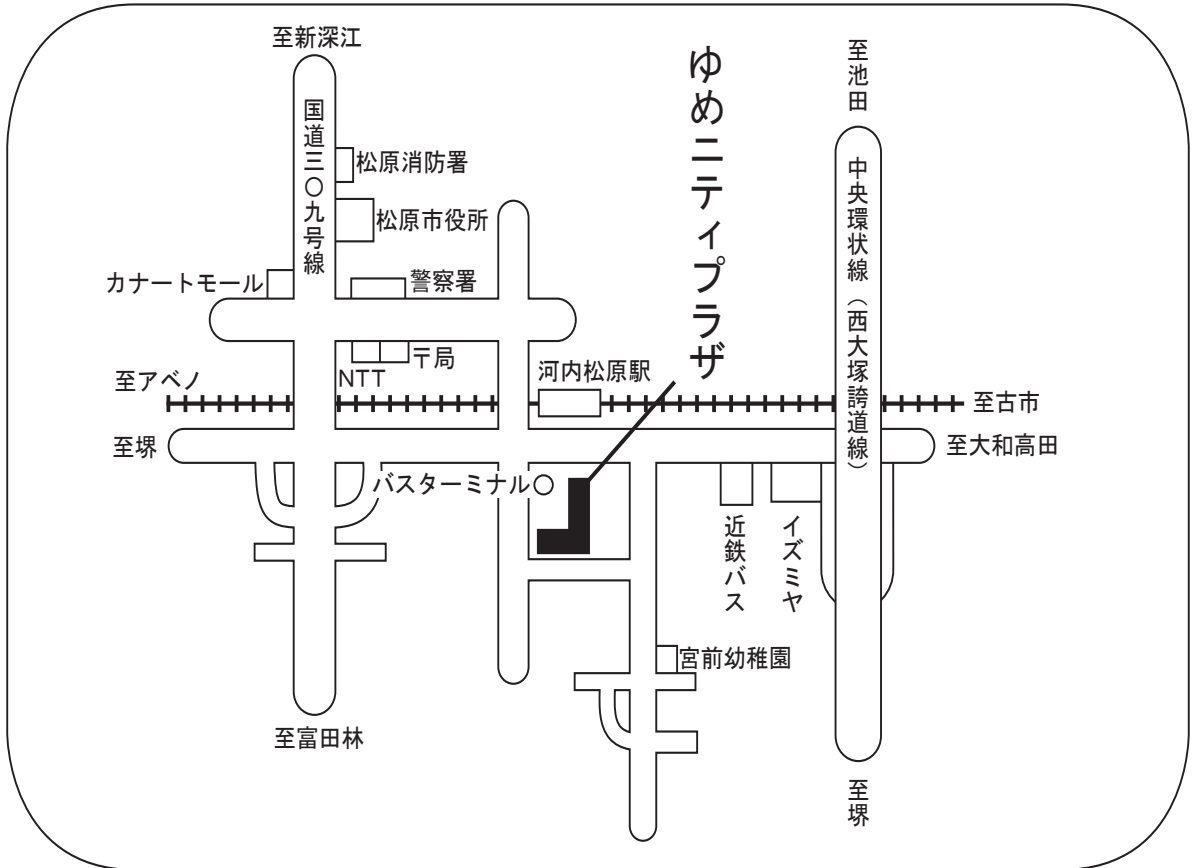 至新深江
国道三〇九号線
松原消防署
松原市役所
カナートモール
警察署
〒局
NTT
河内松原駅
ゆめニティプラザ
至池田
中央環状線（西大塚誇道線）
至アベノ
至古市
至堺
至大和高田
バスターミナル
近鉄バス
イズミヤ
宮前幼稚園
至富田林
至堺